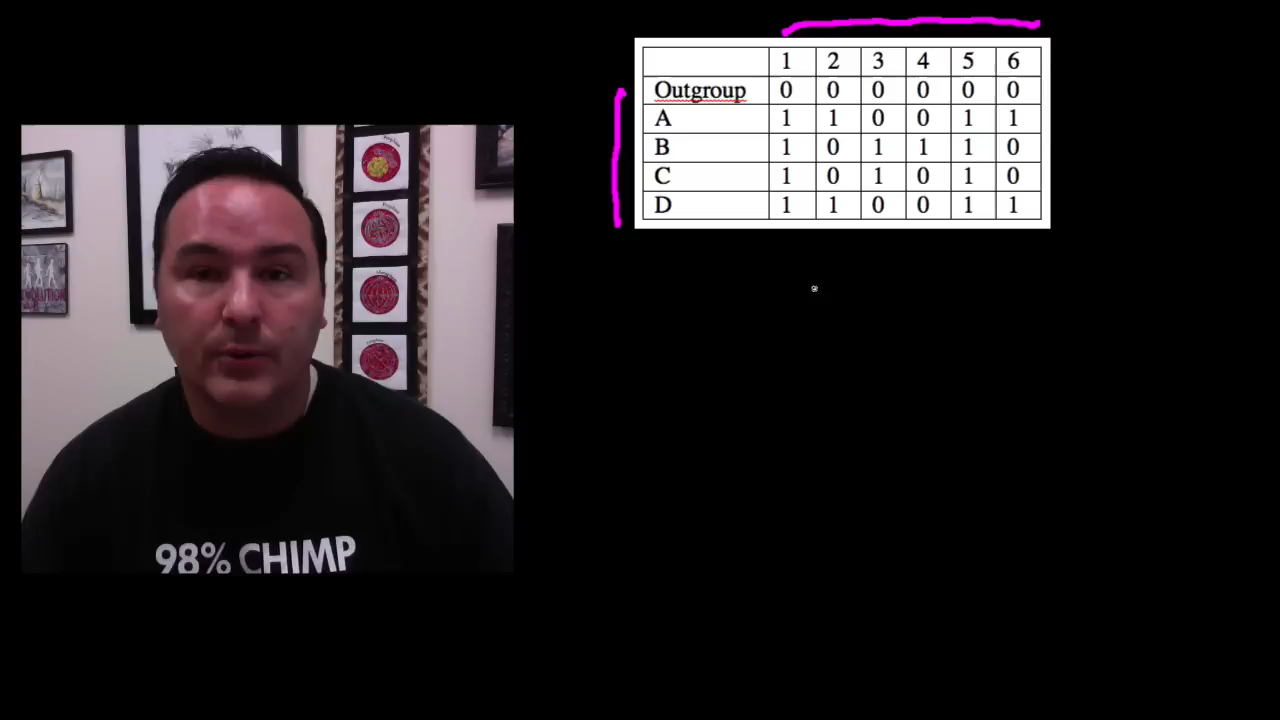 1 2 3 4 5 6
Outgroup 0 0 0 0 0 0
A 1 1 0 0 1 1
B 1 0 1 1 1 0
C 1 0 1 0 1 0
D 1 1 0 0 1 1
98% CHIMP